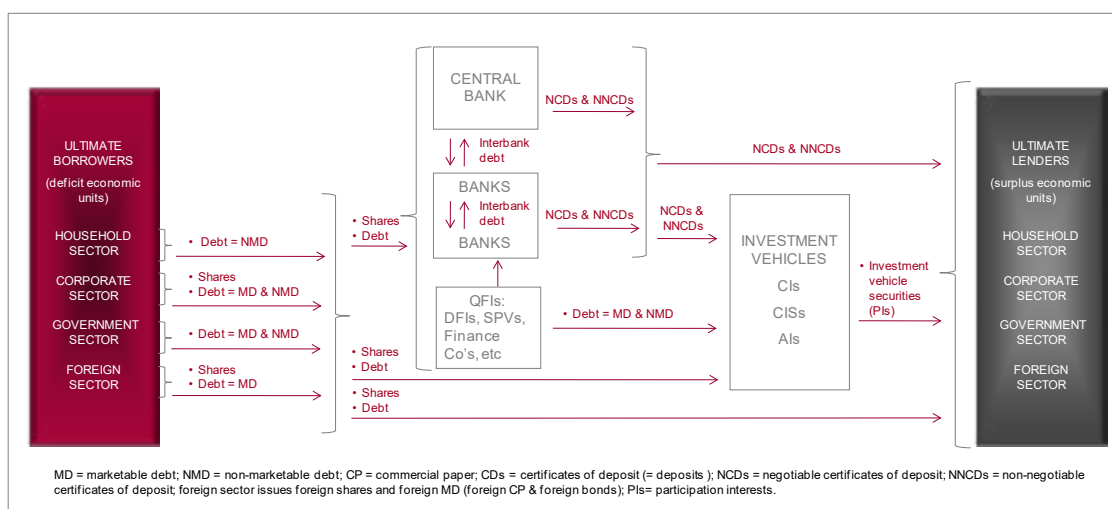 ULTIMATE
BORROWERS
(deficit economic
units)
HOUSEHOLD
SECTOR
CORPORATE
SECTOR
GOVERNMENT
SECTOR
FOREIGN
SECTOR
• Debt = NMD
• Shares
• Debt = MD & NMD
• Debt = MD & NMD
• Shares
• Debt = MD
• Shares
• Debt
CENTRAL
BANK
Interbank
debt
BANKS
Interbank
debt
BANKS
QFIs:
DFIs, SPVs,
Finance
Co's, etc
• Shares
• Debt
• Shares
• Debt
NCDs & NNCDs
NCDs & NNCDs
• Debt = MD & NMD
NCDs & NNCDs
NCDs &
NNCDs
INVESTMENT
VEHICLES
CIs
CISs
AIs
• Investment
vehicle
securities
(PIs)
ULTIMATE
LENDERS
(surplus economic
units)
HOUSEHOLD
SECTOR
CORPORATE
SECTOR
GOVERNMENT
SECTOR
FOREIGN
SECTOR
MD = marketable debt; NMD = non-marketable debt; CP = commercial paper; CDs = certificates of deposit (= deposits ); NCDs = negotiable certificates of deposit; NNCDs = non-negotiable
certificates of deposit; foreign sector issues foreign shares and foreign MD (foreign CP & foreign bonds); PIs= participation interests.